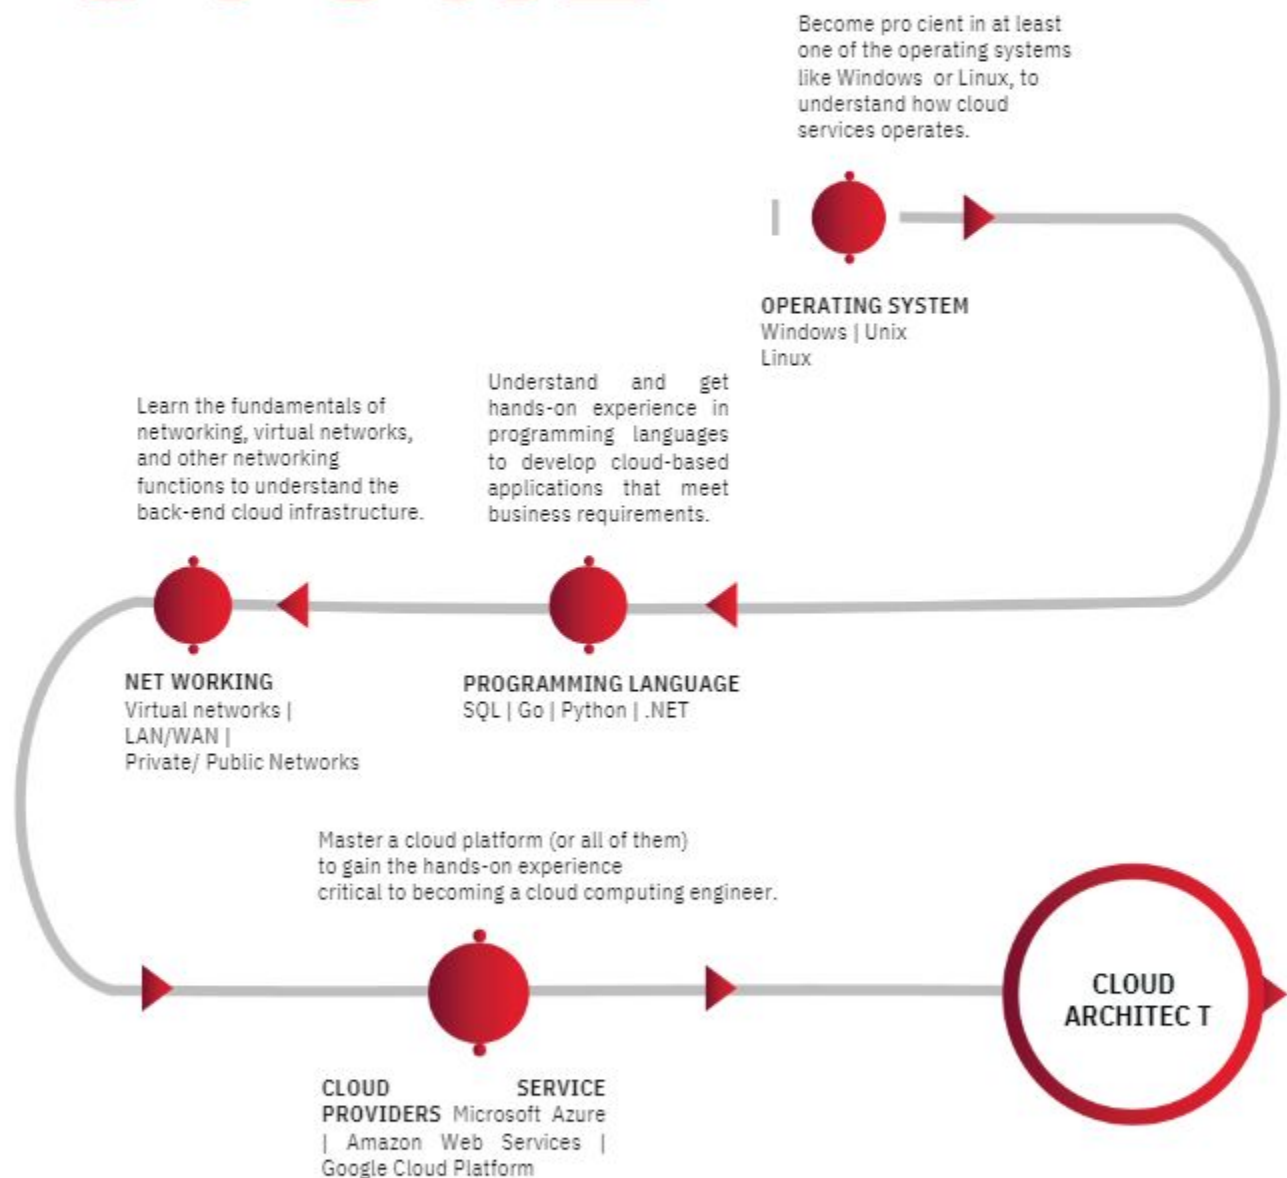 Become pro cient in at least
one of the operating systems
like Windows or Linux, to
understand how cloud
services operates.
OPERATING SYSTEM
Windows | Unix
Linux
Understand and get
hands-on experience in
programming languages
to develop cloud-based
applications that meet
business requirements.
PROGRAMMING LANGUAGE
SQL | Go | Python | .NET
Learn the fundamentals of
networking, virtual networks,
and other networking
functions to understand the
back-end cloud infrastructure.
NET WORKING
Virtual networks |
LAN/WAN |
Private/ Public Networks
Master a cloud platform (or all of them)
to gain the hands-on experience
critical to becoming a cloud computing engineer.
CLOUD SERVICE
PROVIDERS Microsoft Azure
| Amazon Web Services |
Google Cloud Platform
CLOUD
ARCHITEC T